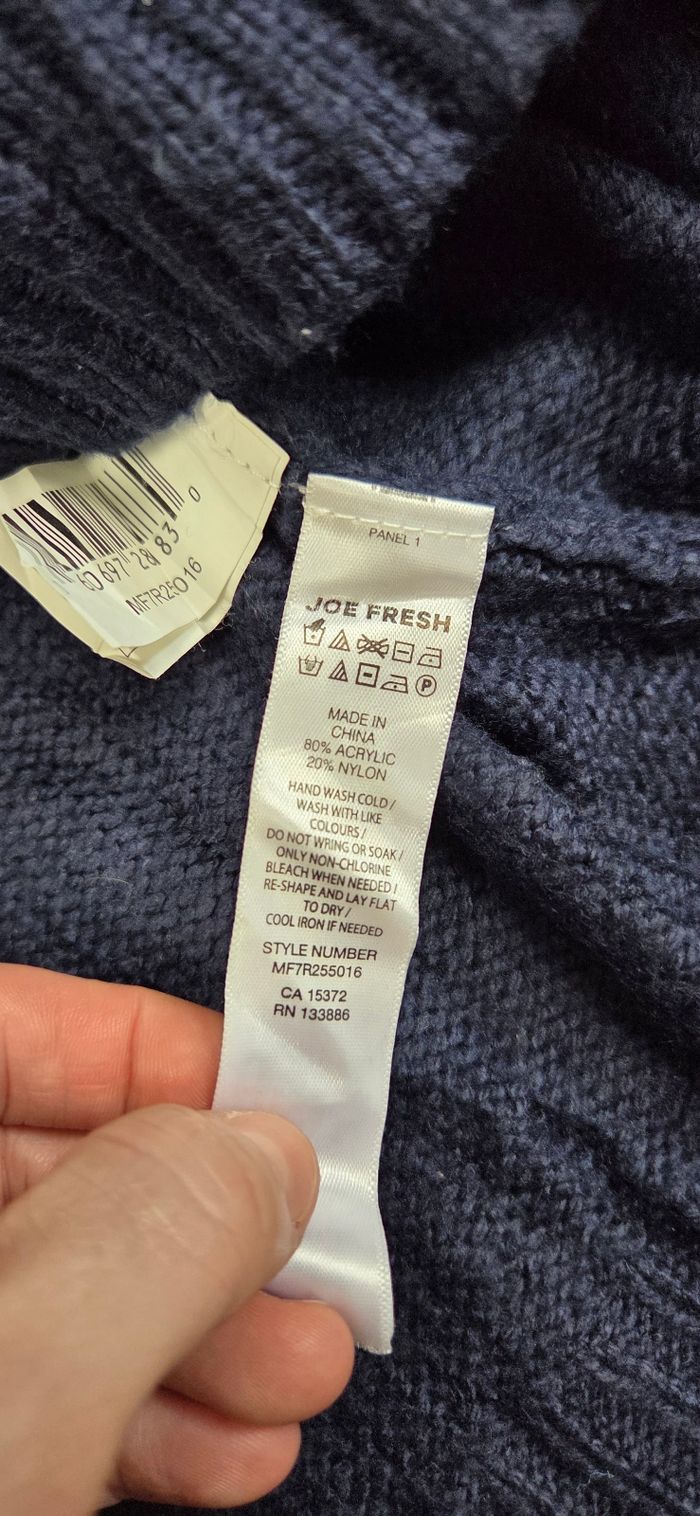 PANEL 1
JOE FRESH
P
MADE IN
CHINA
80% ACRYLIC
20% NYLON
HAND WASH COLD /
WASH WITH LIKE
COLOURS /
DO NOT WRING OR SOAK /
ONLY NON-CHLORINE
BLEACH WHEN NEEDED /
RE-SHAPE AND LAY FLAT
TO DRY /
COOL IRON IF NEEDED
STYLE NUMBER
MF7R255016
CA 15372
RN 133886
83 0